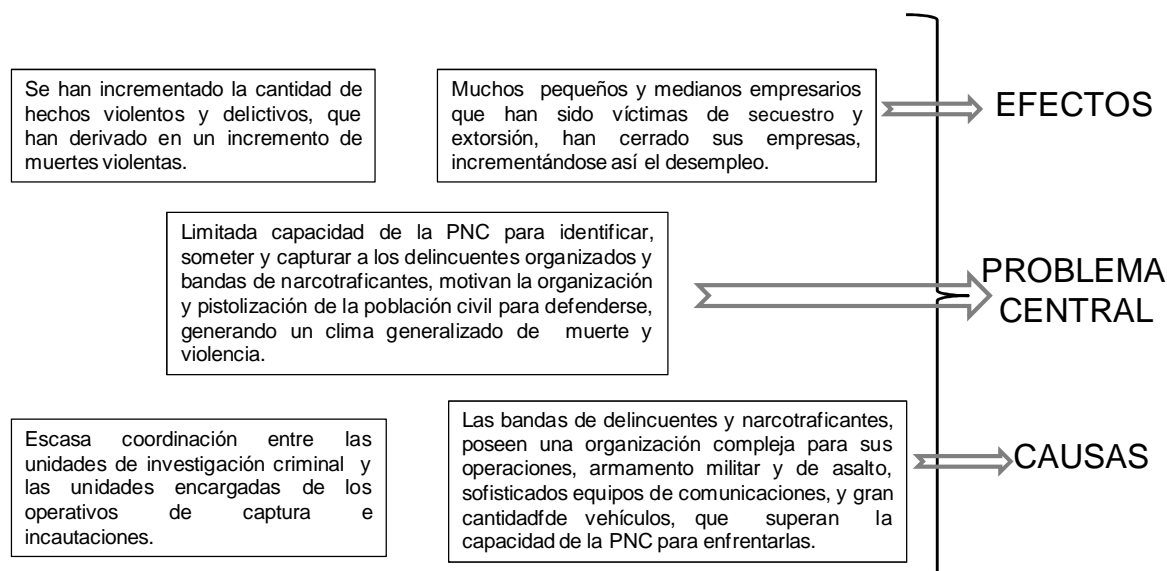 Se han incrementado la cantidad de
hechos violentos y delictivos, que
han derivado en un incremento de
muertes violentas.
Muchos pequeños y medianos empresarios
que han sido víctimas de secuestro y
extorsión, han cerrado sus empresas,
incrementándose así el desempleo.
EFECTOS
Limitada capacidad de la PNC para identificar,
someter y capturar a los delincuentes organizados y
bandas de narcotraficantes, motivan la organización
y pistolización de la población civil para defenderse,
generando un clima generalizado de muerte y
violencia.
PROBLEMA
CENTRAL
Escasa coordinación entre las
unidades de investigación criminal y
las unidades encargadas de los
operativos de captura e
incautaciones.
Las bandas de delincuentes y narcotraficantes,
poseen una organización compleja para sus
operaciones, armamento militar y de asalto,
sofisticados equipos de comunicaciones, y gran
cantidadfde vehículos, que superan la
capacidad de la PNC para enfrentarlas.
CAUSAS